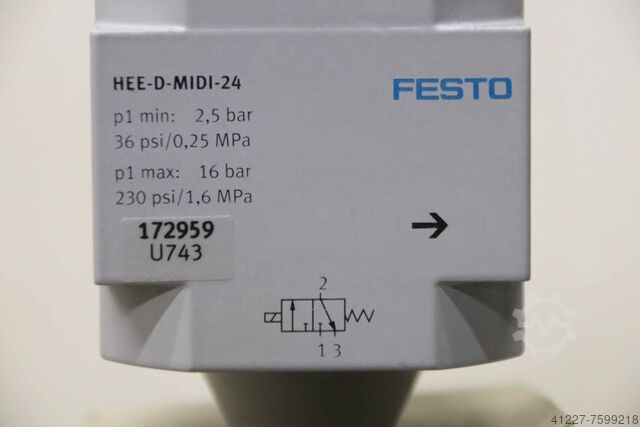 HEE-D-MIDI-24
FESTO
p1 min: 2,5 bar
36 psi/0,25 MPa
p1 max: 16 bar
230 psi/1,6 MPa
172959
U743
2
1 3
41227-7599218